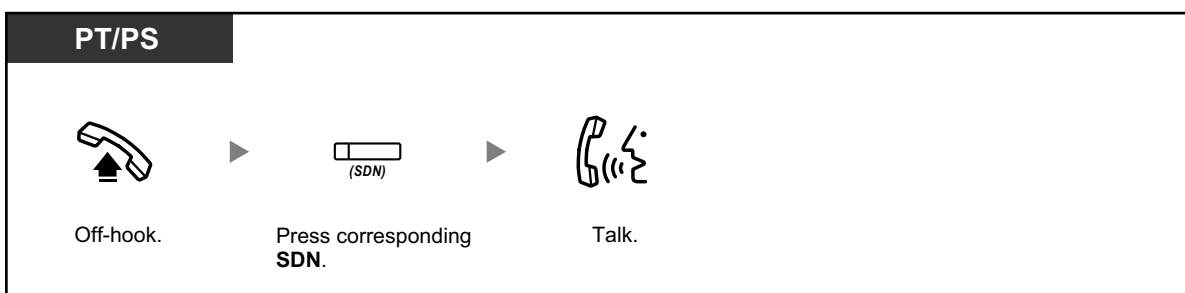 PT/PS
(SDN)
Off-hook.
Press corresponding
SDN.
Talk.